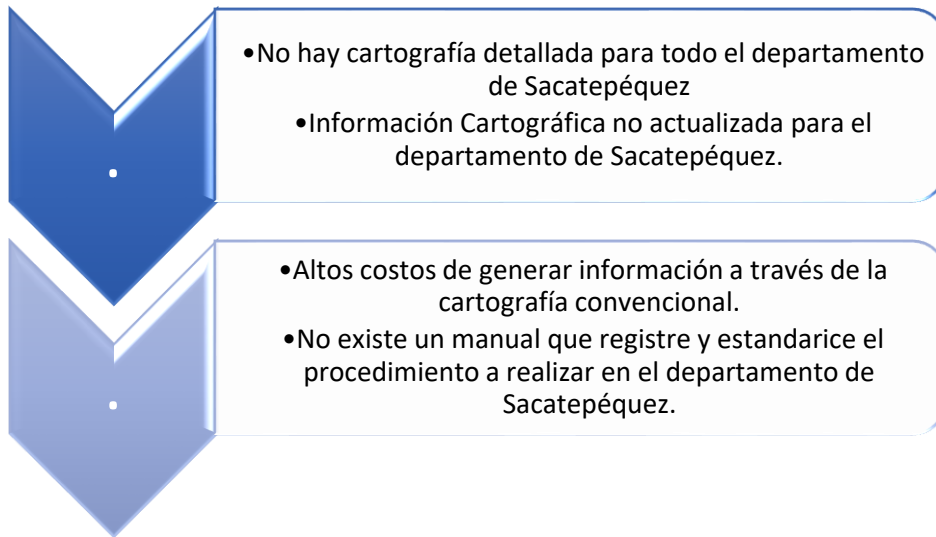 •No hay cartografía detallada para todo el departamento
de Sacatepéquez
•Información Cartográfica no actualizada para el
departamento de Sacatepéquez.
.
•Altos costos de generar información a través de la
cartografía convencional.
•No existe un manual que registre y estandarice el
procedimiento a realizar en el departamento de
Sacatepéquez.
.